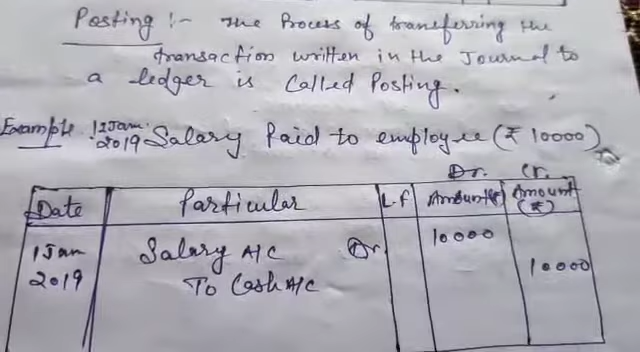 Posting :- The Process of transferring the
transaction written in the Journal to
a ledger is Called Posting.
Example :- 1 Jan. 2019 Salary Paid to employee (₹ 10000)
Dr. Cr.
Date Particular L.f Amount(₹) Amount (₹)
1 Jan 2019 Salary A/C Dr. 10000
To Cash A/C 10000